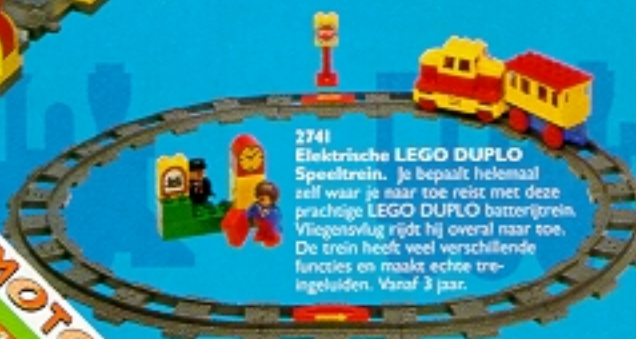 2741
Elektrische LEGO DUPLO
Speeltrein. Je bepaalt helemaal
zelf waar je naar toe reist met deze
prachtige LEGO DUPLO batterijtrein.
Vliegensvlug rijdt hij overal naar toe.
De trein heeft veel verschillende
functies en maakt echte tre-
ingeluiden. Vanaf 3 jaar.
MOTO